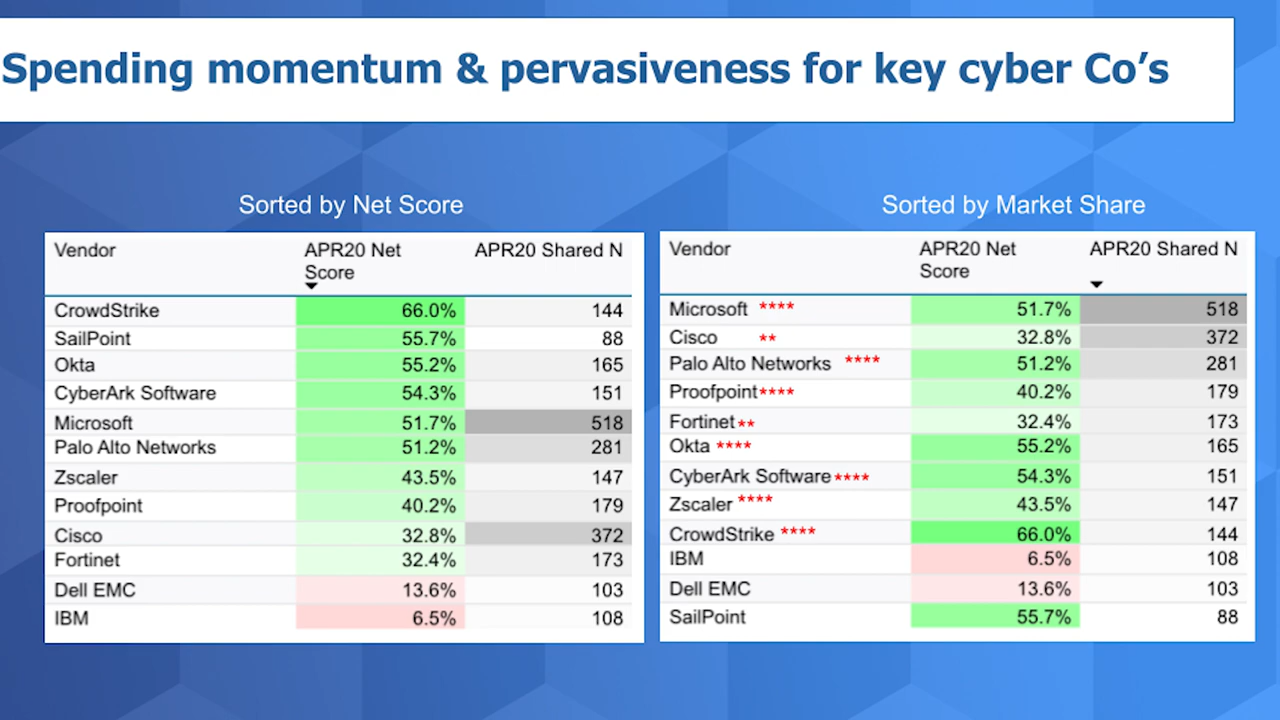 Spending momentum & pervasiveness for key cyber Co’s
Sorted by Net Score
Vendor APR20 Net Score APR20 Shared N
CrowdStrike 66.0% 144
SailPoint 55.7% 88
Okta 55.2% 165
CyberArk Software 54.3% 151
Microsoft 51.7% 518
Palo Alto Networks 51.2% 281
Zscaler 43.5% 147
Proofpoint 40.2% 179
Cisco 32.8% 372
Fortinet 32.4% 173
Dell EMC 13.6% 103
IBM 6.5% 108
Sorted by Market Share
Vendor APR20 Net Score APR20 Shared N
Microsoft **** 51.7% 518
Cisco ** 32.8% 372
Palo Alto Networks **** 51.2% 281
Proofpoint**** 40.2% 179
Fortinet** 32.4% 173
Okta **** 55.2% 165
CyberArk Software**** 54.3% 151
Zscaler **** 43.5% 147
CrowdStrike **** 66.0% 144
IBM 6.5% 108
Dell EMC 13.6% 103
SailPoint 55.7% 88